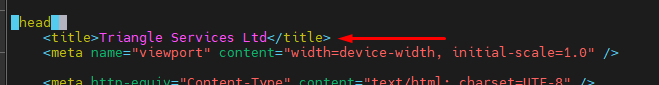 <head>
<title>Triangle Services Ltd</title>
<meta name="viewport" content="width=device-width, initial-scale=1.0" />
<meta http-equiv="Content-Type" content="text/html; charset=UTF-8" />